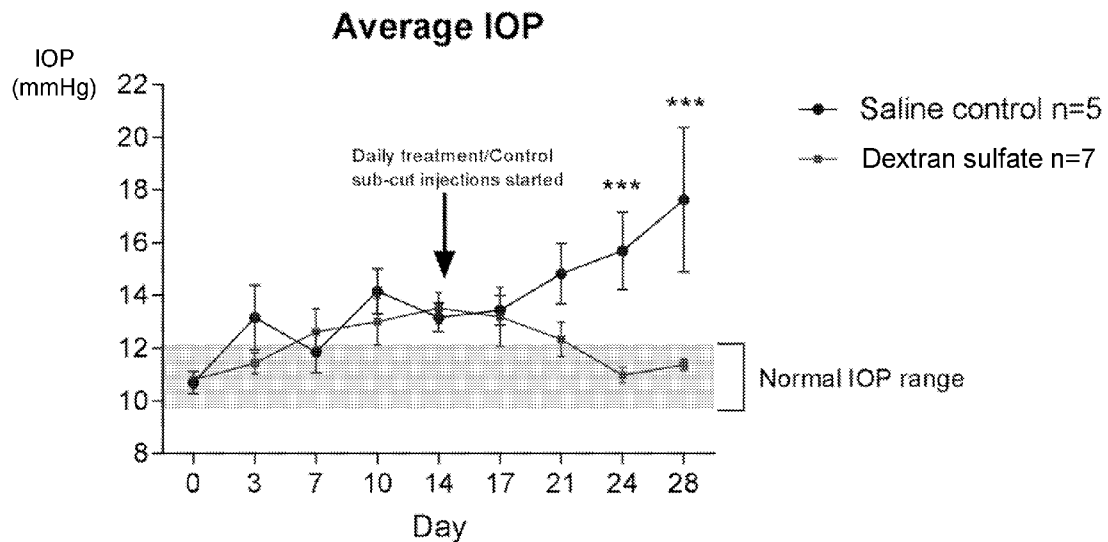 Average IOP
IOP
(mmHg)
22
20
18
16
14
12
10
8
Daily treatment/Control
sub-cut injections started
***
***
Saline control n=5
Dextran sulfate n=7
Normal IOP range
0 3 7 10 14 17 21 24 28
Day